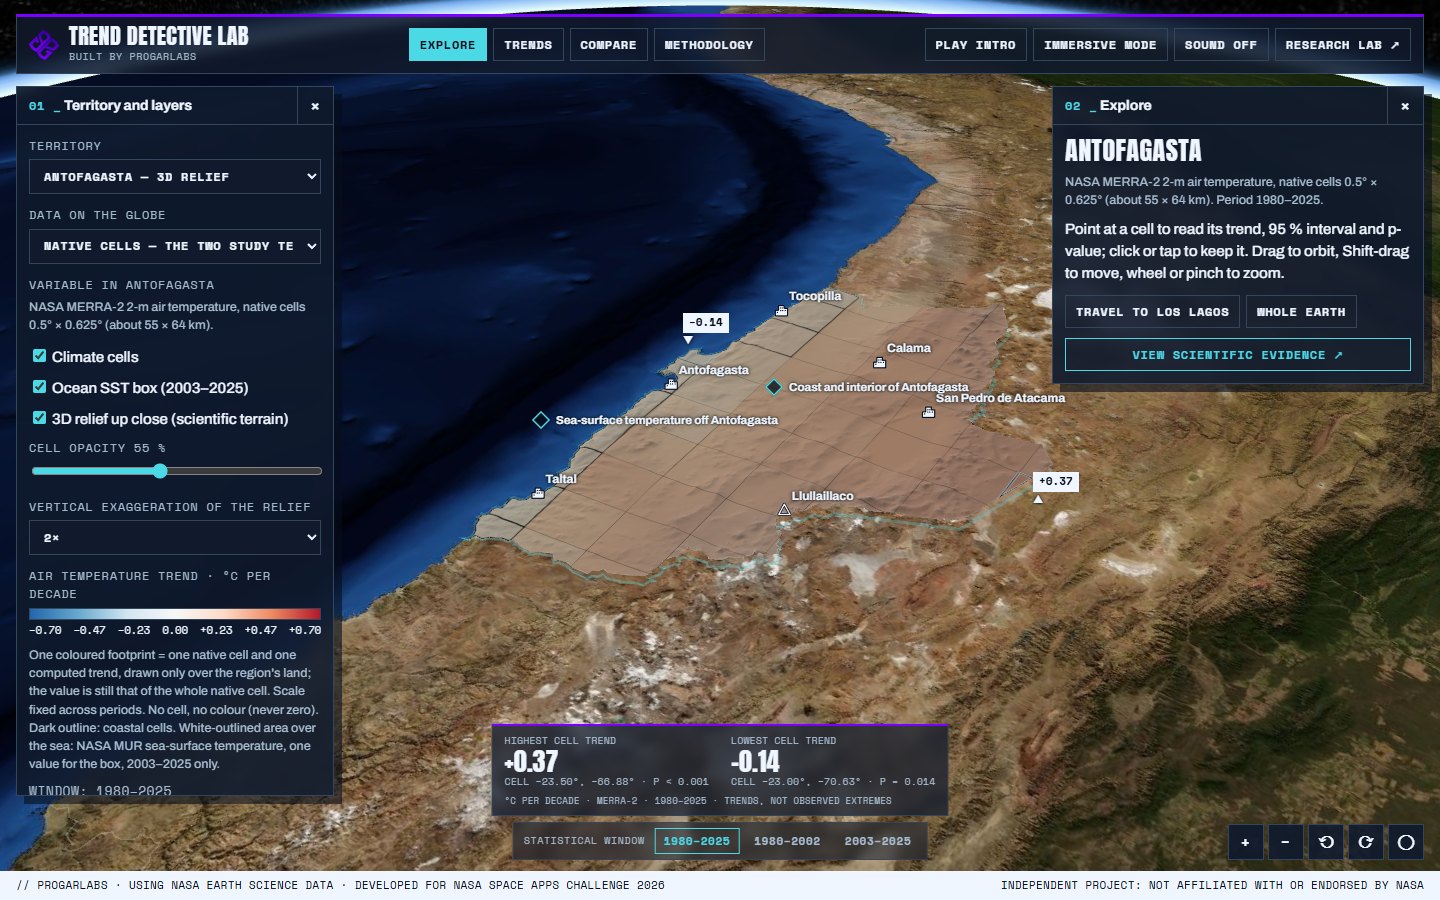 TREND DETECTIVE LAB
BUILT BY PROGARLABS
EXPLORE TRENDS COMPARE METHODOLOGY
PLAY INTRO IMMERSIVE MODE SOUND OFF RESEARCH LAB ↗
01 _ Territory and layers ×
TERRITORY
ANTOFAGASTA — 3D RELIEF
DATA ON THE GLOBE
NATIVE CELLS — THE TWO STUDY TE
VARIABLE IN ANTOFAGASTA
NASA MERRA-2 2-m air temperature, native cells
0.5° × 0.625° (about 55 × 64 km).
Climate cells
Ocean SST box (2003–2025)
3D relief up close (scientific terrain)
CELL OPACITY 55 %
VERTICAL EXAGGERATION OF THE RELIEF
2×
AIR TEMPERATURE TREND · °C PER
DECADE
−0.70 −0.47 −0.23 0.00 +0.23 +0.47 +0.70
One coloured footprint = one native cell and one
computed trend, drawn only over the region's land;
the value is still that of the whole native cell. Scale
fixed across periods. No cell, no colour (never zero).
Dark outline: coastal cells. White-outlined area over
the sea: NASA MUR sea-surface temperature, one
value for the box, 2003–2025 only.
WINDOW: 1980–2025
Tocopilla
−0.14
Calama
Antofagasta
Coast and interior of Antofagasta
San Pedro de Atacama
Sea-surface temperature off Antofagasta
Taltal
+0.37
Llullaillaco
02 _ Explore ×
ANTOFAGASTA
NASA MERRA-2 2-m air temperature, native cells 0.5° ×
0.625° (about 55 × 64 km). Period 1980–2025.
Point at a cell to read its trend, 95 % interval and p-
value; click or tap to keep it. Drag to orbit, Shift-drag
to move, wheel or pinch to zoom.
TRAVEL TO LOS LAGOS WHOLE EARTH
VIEW SCIENTIFIC EVIDENCE ↗
HIGHEST CELL TREND LOWEST CELL TREND
+0.37 −0.14
CELL −23.50°, −66.88° · P < 0.001 CELL −23.00°, −70.63° · P = 0.014
°C PER DECADE · MERRA-2 · 1980–2025 · TRENDS, NOT OBSERVED EXTREMES
STATISTICAL WINDOW 1980–2025 1980–2002 2003–2025
+ −
// PROGARLABS · USING NASA EARTH SCIENCE DATA · DEVELOPED FOR NASA SPACE APPS CHALLENGE 2026
INDEPENDENT PROJECT: NOT AFFILIATED WITH OR ENDORSED BY NASA